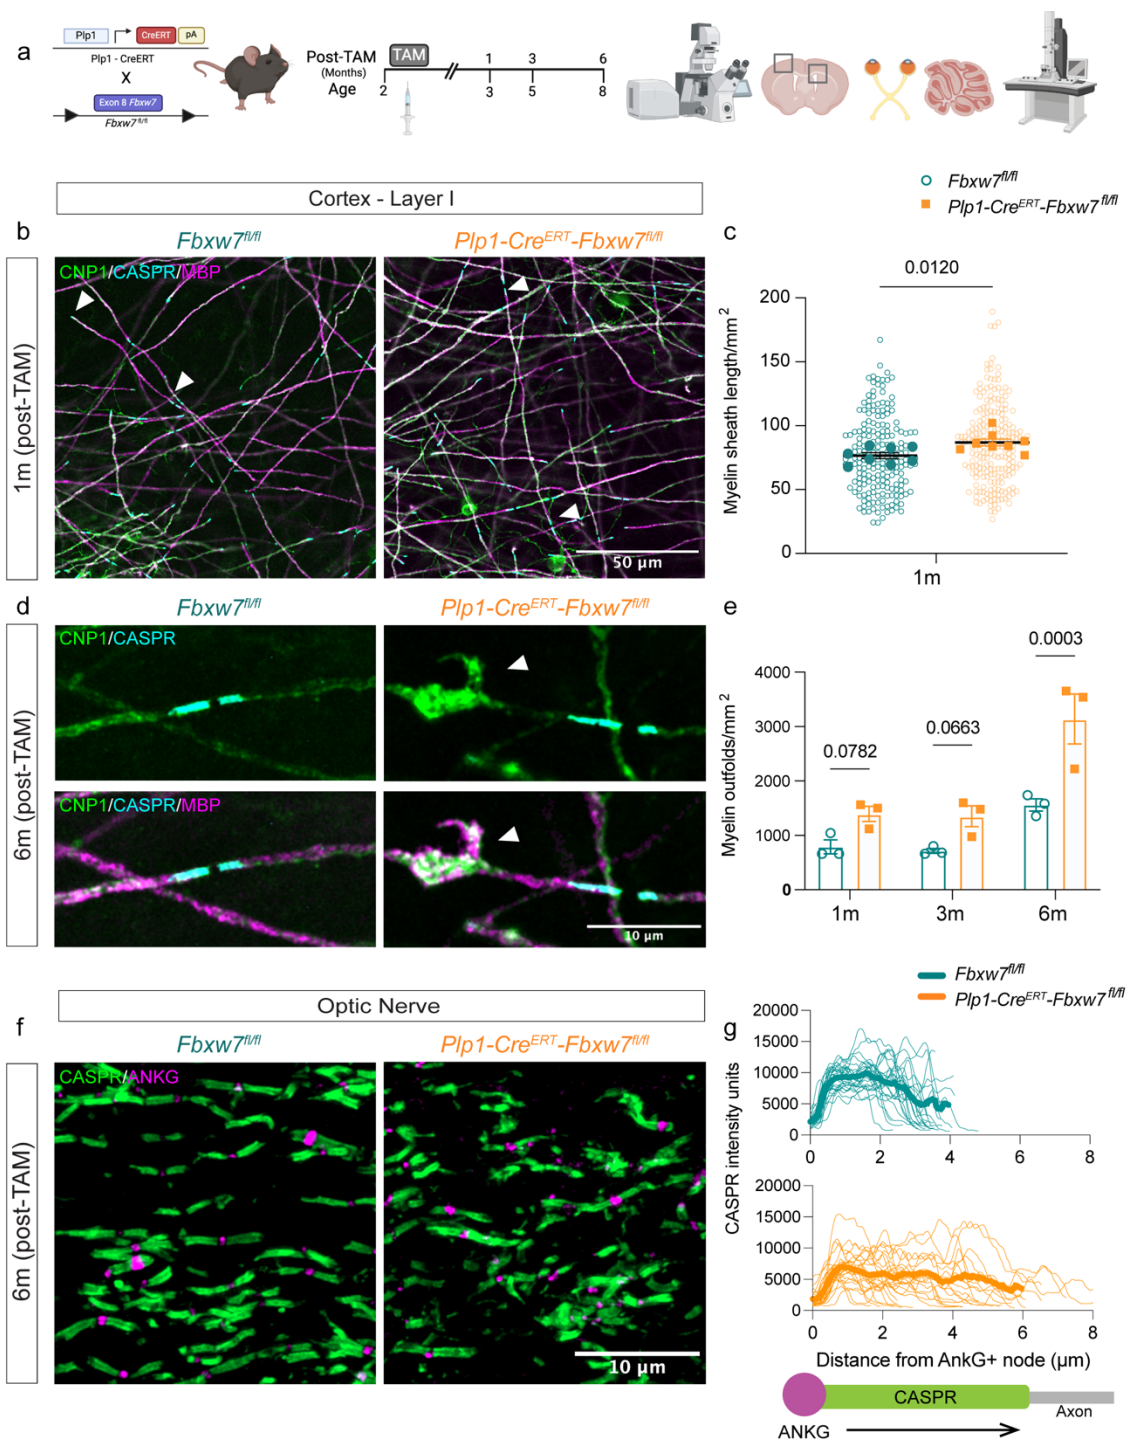 a
Plp1
CreERT
pA
Plp1 - CreERT
X
Exon 8 Fbxw7
Fbxw7 fl/fl
Post-TAM
(Months)
Age
TAM
2
1
3
6
3
5
8
Cortex - Layer I
Fbxw7fl/fl
Plp1-CreERT-Fbxw7fl/fl
b
Fbxw7fl/fl
Plp1-CreERT-Fbxw7fl/fl
1m (post-TAM)
CNP1/CASPR/MBP
50 µm
c
0.0120
Myelin sheath length/mm2
200
150
100
50
0
1m
d
Fbxw7fl/fl
Plp1-CreERT-Fbxw7fl/fl
6m (post-TAM)
CNP1/CASPR
CNP1/CASPR/MBP
10 µm
e
0.0782
0.0663
0.0003
Myelin outfolds/mm2
4000
3000
2000
1000
0
1m
3m
6m
Optic Nerve
Fbxw7fl/fl
Plp1-CreERT-Fbxw7fl/fl
f
Fbxw7fl/fl
Plp1-CreERT-Fbxw7fl/fl
6m (post-TAM)
CASPR/ANKG
10 µm
g
CASPR intensity units
20000
15000
10000
5000
0
0 2 4 6 8
20000
15000
10000
5000
0
0 2 4 6 8
Distance from AnkG+ node (µm)
CASPR
Axon
ANKG